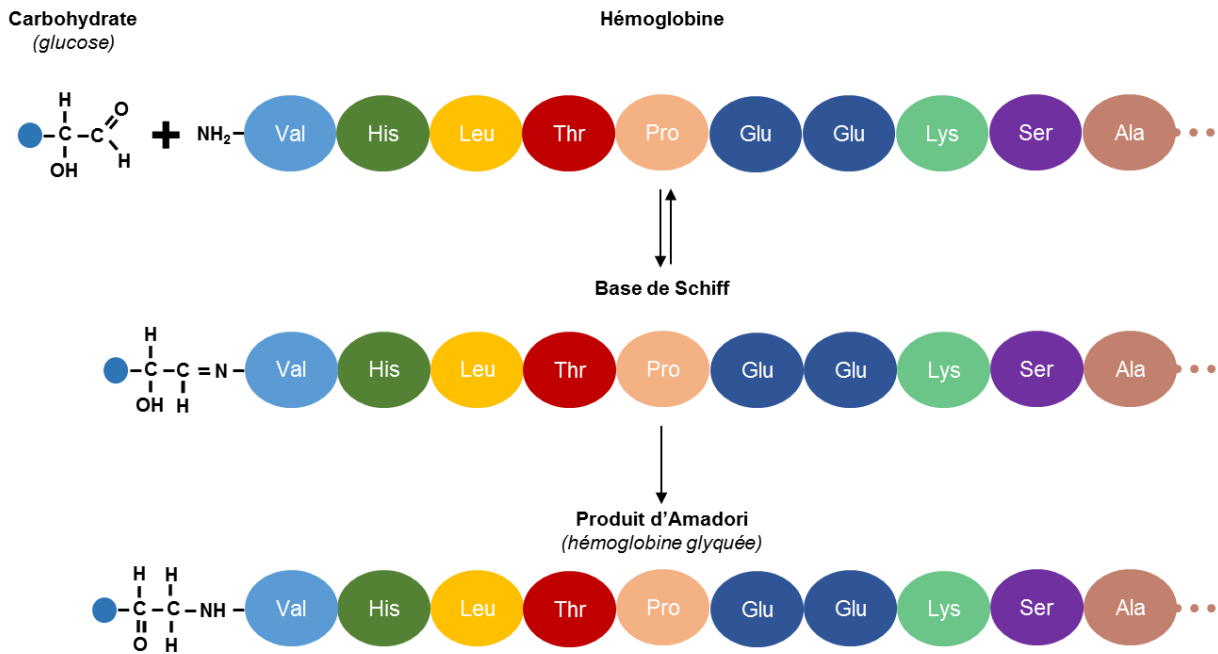 Carbohydrate
(glucose)
Hémoglobine
H
O
C
C
H
OH
+
NH₂
Val His Leu Thr Pro Glu Glu Lys Ser Ala
Base de Schiff
H
C
C = N
OH
H
Val His Leu Thr Pro Glu Glu Lys Ser Ala
Produit d’Amadori
(hémoglobine glyquée)
H H
C C NH
O H
Val His Leu Thr Pro Glu Glu Lys Ser Ala